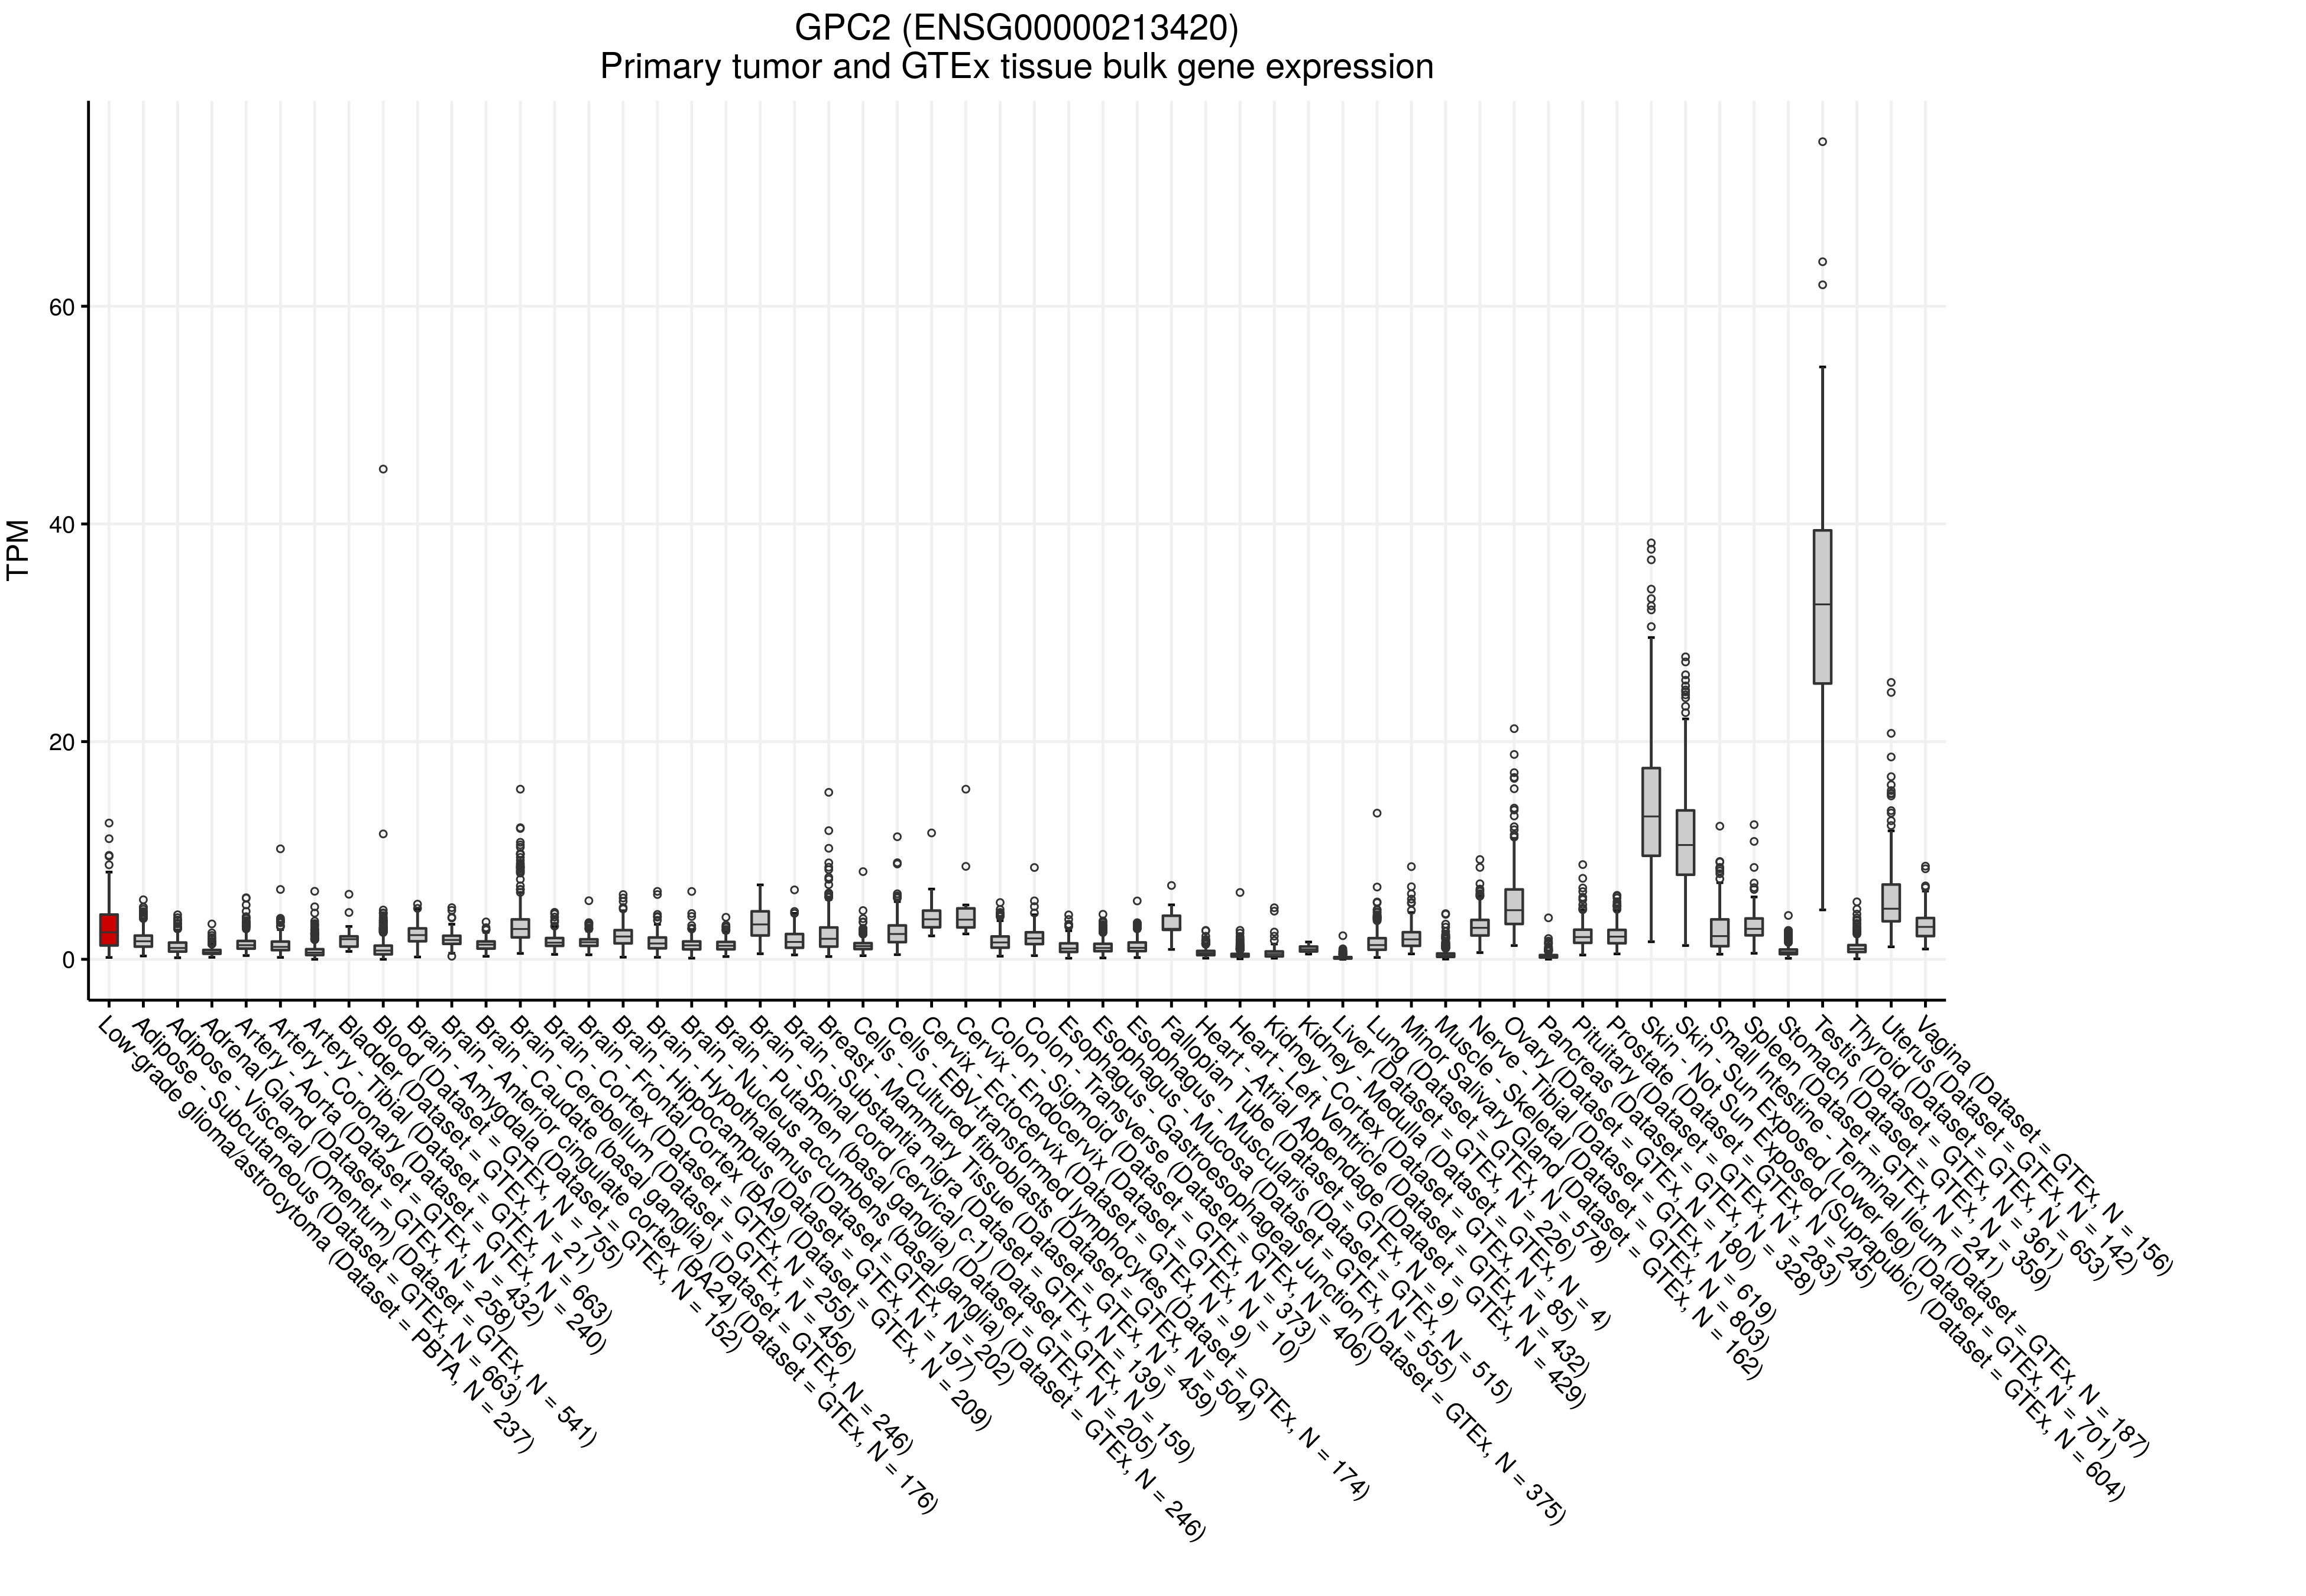 GPC2 (ENSG00000213420)
Primary tumor and GTEx tissue bulk gene expression
TPM
60
40
20
0
Low-grade glioma/astrocytoma (Dataset = PBTA, N = 237)
Adipose - Subcutaneous (Dataset = GTEx, N = 663)
Adipose - Visceral (Omentum) (Dataset = GTEx, N = 541)
Adrenal Gland (Dataset = GTEx, N = 258)
Artery - Aorta (Dataset = GTEx, N = 432)
Artery - Coronary (Dataset = GTEx, N = 240)
Artery - Tibial (Dataset = GTEx, N = 663)
Bladder (Dataset = GTEx, N = 21)
Blood (Dataset = GTEx, N = 755)
Brain - Amygdala (Dataset = GTEx, N = 152)
Brain - Anterior cingulate cortex (BA24) (Dataset = GTEx, N = 176)
Brain - Caudate (basal ganglia) (Dataset = GTEx, N = 246)
Brain - Cerebellum (Dataset = GTEx, N = 456)
Brain - Cortex (Dataset = GTEx, N = 255)
Brain - Frontal Cortex (BA9) (Dataset = GTEx, N = 209)
Brain - Hippocampus (Dataset = GTEx, N = 197)
Brain - Hypothalamus (Dataset = GTEx, N = 202)
Brain - Nucleus accumbens (basal ganglia) (Dataset = GTEx, N = 246)
Brain - Putamen (basal ganglia) (Dataset = GTEx, N = 205)
Brain - Spinal cord (cervical c-1) (Dataset = GTEx, N = 159)
Brain - Substantia nigra (Dataset = GTEx, N = 139)
Breast - Mammary Tissue (Dataset = GTEx, N = 459)
Cells - Cultured fibroblasts (Dataset = GTEx, N = 504)
Cells - EBV-transformed lymphocytes (Dataset = GTEx, N = 174)
Cervix - Ectocervix (Dataset = GTEx, N = 9)
Cervix - Endocervix (Dataset = GTEx, N = 10)
Colon - Sigmoid (Dataset = GTEx, N = 373)
Colon - Transverse (Dataset = GTEx, N = 406)
Esophagus - Gastroesophageal Junction (Dataset = GTEx, N = 375)
Esophagus - Mucosa (Dataset = GTEx, N = 555)
Esophagus - Muscularis (Dataset = GTEx, N = 515)
Fallopian Tube (Dataset = GTEx, N = 9)
Heart - Atrial Appendage (Dataset = GTEx, N = 429)
Heart - Left Ventricle (Dataset = GTEx, N = 432)
Kidney - Cortex (Dataset = GTEx, N = 85)
Kidney - Medulla (Dataset = GTEx, N = 4)
Liver (Dataset = GTEx, N = 226)
Lung (Dataset = GTEx, N = 578)
Minor Salivary Gland (Dataset = GTEx, N = 162)
Muscle - Skeletal (Dataset = GTEx, N = 803)
Nerve - Tibial (Dataset = GTEx, N = 619)
Ovary (Dataset = GTEx, N = 180)
Pancreas (Dataset = GTEx, N = 328)
Pituitary (Dataset = GTEx, N = 283)
Prostate (Dataset = GTEx, N = 245)
Skin - Not Sun Exposed (Suprapubic) (Dataset = GTEx, N = 604)
Skin - Sun Exposed (Lower leg) (Dataset = GTEx, N = 701)
Small Intestine - Terminal Ileum (Dataset = GTEx, N = 187)
Spleen (Dataset = GTEx, N = 241)
Stomach (Dataset = GTEx, N = 359)
Testis (Dataset = GTEx, N = 361)
Thyroid (Dataset = GTEx, N = 653)
Uterus (Dataset = GTEx, N = 142)
Vagina (Dataset = GTEx, N = 156)